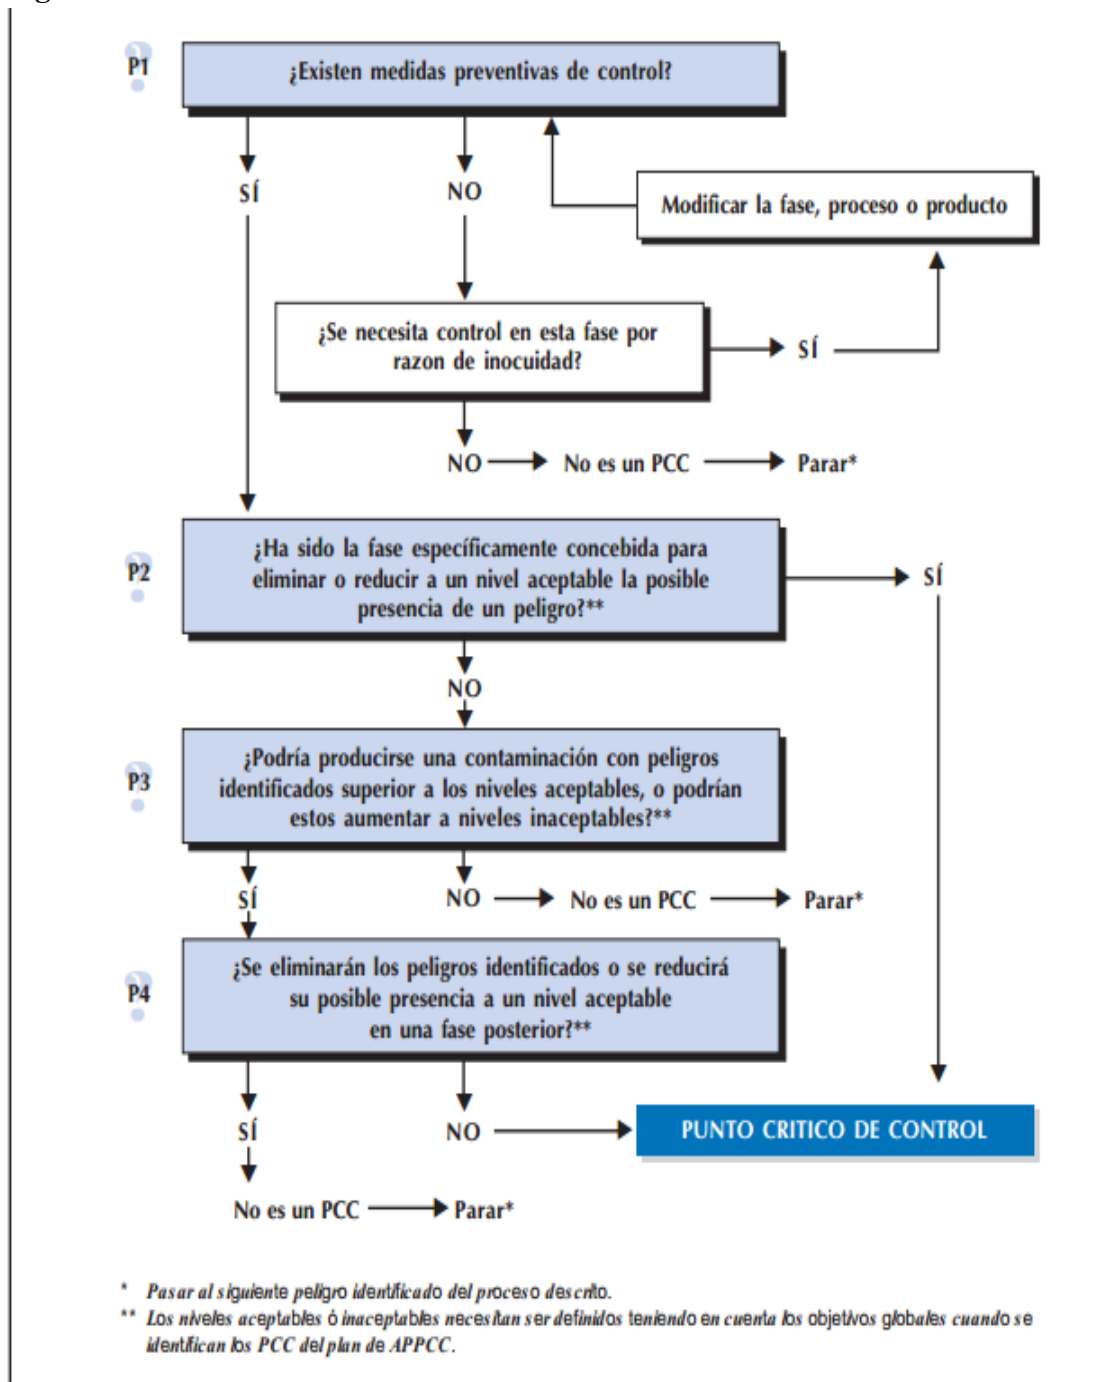 P1
¿Existen medidas preventivas de control?
SÍ
NO
Modificar la fase, proceso o producto
¿Se necesita control en esta fase por
razon de inocuidad?
SÍ
NO
No es un PCC
Parar*
P2
¿Ha sido la fase específicamente concebida para
eliminar o reducir a un nivel aceptable la posible
presencia de un peligro?**
SÍ
NO
P3
¿Podría producirse una contaminación con peligros
identificados superior a los niveles aceptables, o podrían
estos aumentar a niveles inaceptables?**
SÍ
NO
No es un PCC
Parar*
P4
¿Se eliminarán los peligros identificados o se reducirá
su posible presencia a un nivel aceptable
en una fase posterior?**
SÍ
NO
PUNTO CRITICO DE CONTROL
No es un PCC
Parar*
* Pasar al siguiente peligro identificado del proceso descrito.
** Los niveles aceptables ó inaceptables necesitan ser definidos teniendo en cuenta los objetivos globales cuando se
identifican los PCC del plan de APPCC.